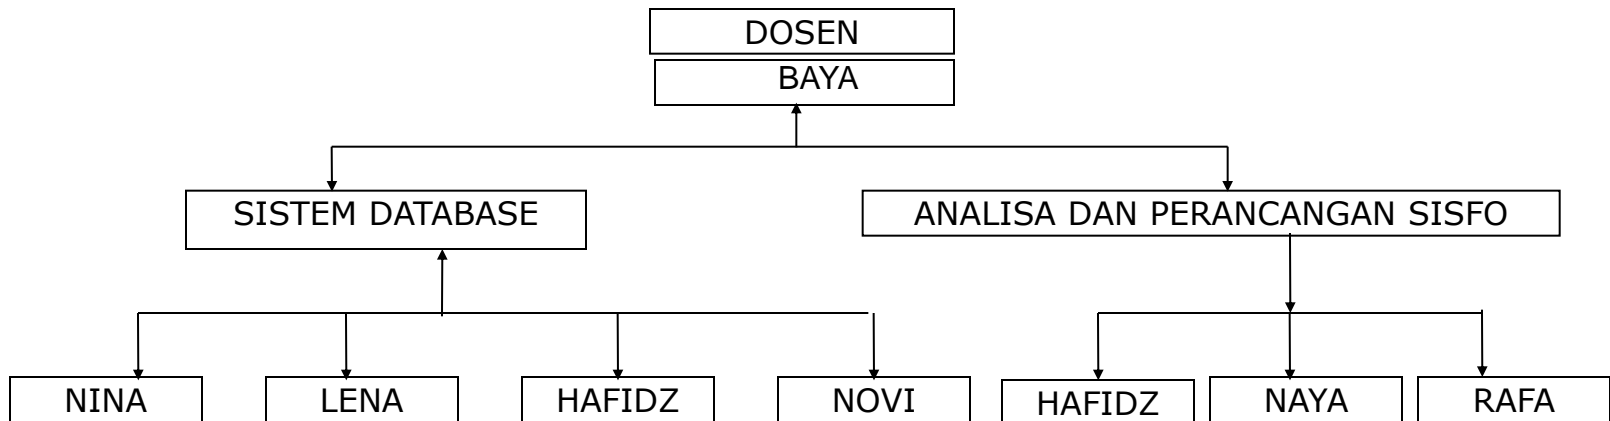 DOSEN
BAYA
SISTEM DATABASE
ANALISA DAN PERANCANGAN SISFO
NINA
LENA
HAFIDZ
NOVI
HAFIDZ
NAYA
RAFA